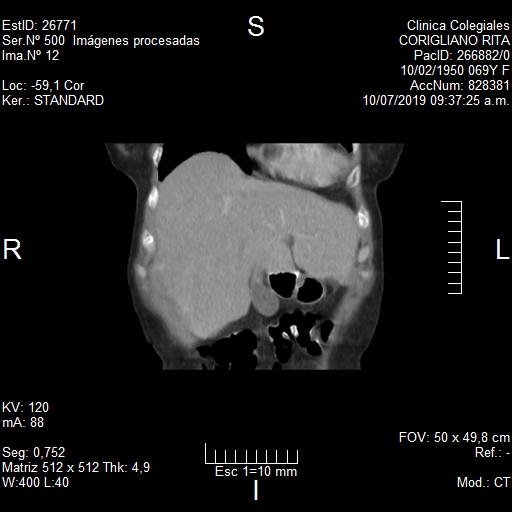 EstID: 26771
Ser.Nº 500 Imágenes procesadas
Ima.Nº 12
Loc: -59,1 Cor
Ker.: STANDARD
S
Clinica Colegiales
CORIGLIANO RITA
PacID: 266882/0
10/02/1950 069Y F
AccNum: 828381
10/07/2019 09:37:25 a.m.
R
L
KV: 120
mA: 88
Seg: 0,752
Matriz 512 x 512 Thk: 4,9
W:400 L:40
Esc 1=10 mm
I
FOV: 50 x 49,8 cm
Ref.: -
Mod.: CT